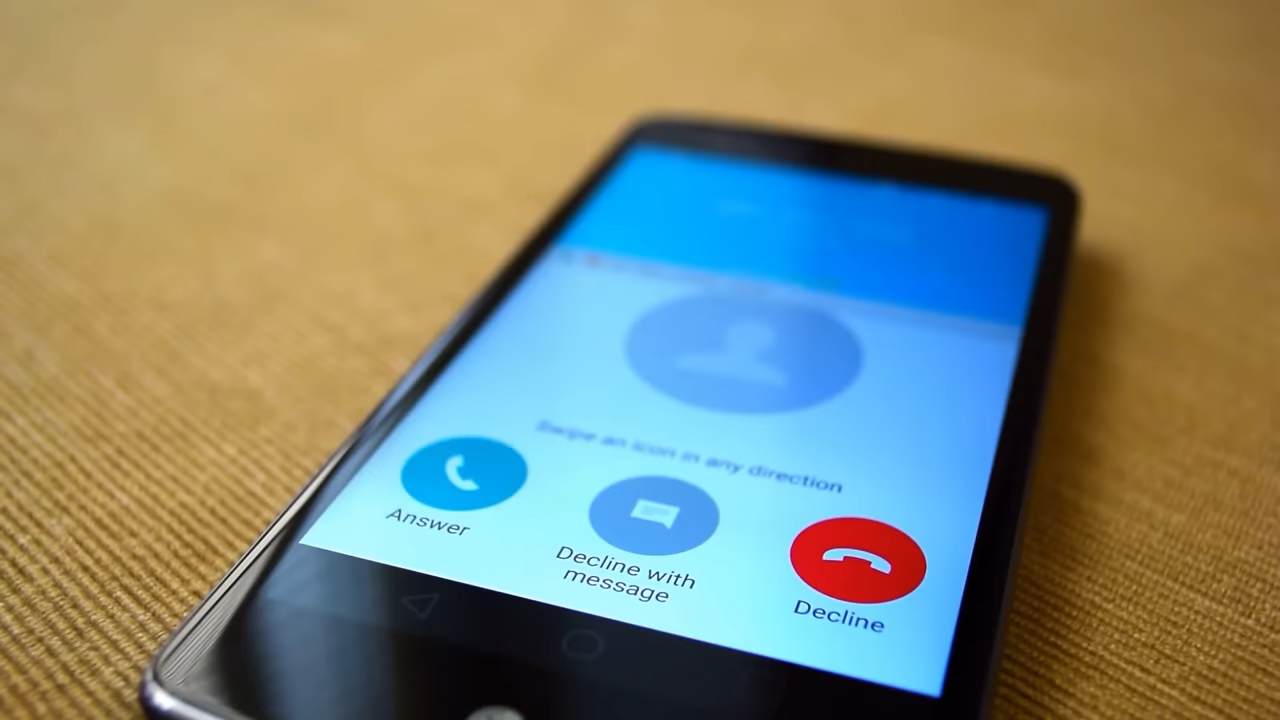 Swipe an icon in any direction
Answer
Decline with
message
Decline